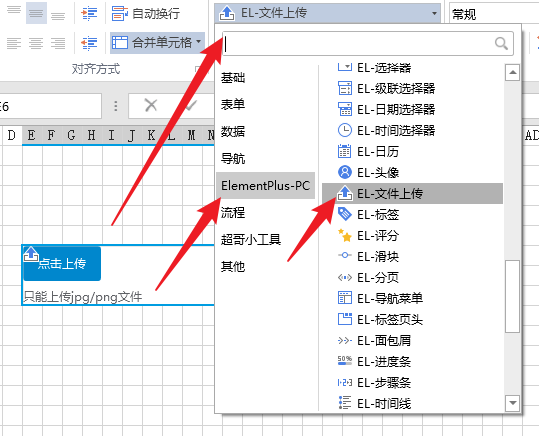 自动换行
EL-文件上传
常规
合并单元格
对齐方式
E6
D E F G H I J K L M N AD
基础
表单
数据
导航
ElementPlus-PC
流程
超哥小工具
其他
EL-选择器
EL-级联选择器
EL-日期选择器
EL-时间选择器
EL-日历
EL-头像
EL-文件上传
EL-标签
EL-评分
EL-滑块
EL-分页
EL-导航菜单
EL-标签页头
EL-面包屑
50%
EL-进度条
EL-步骤条
EL-时间线
点击上传
只能上传jpg/png文件